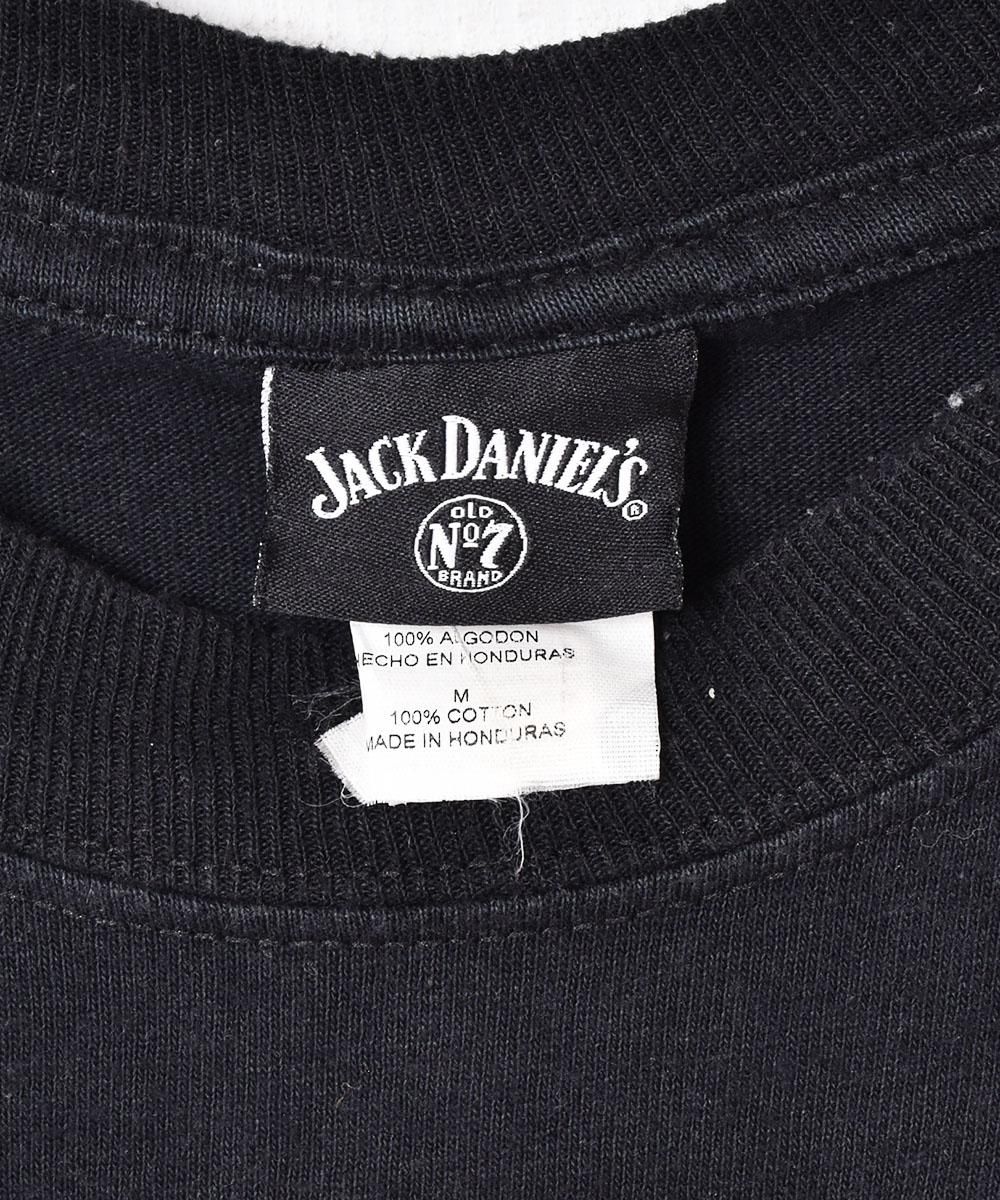 JACK DANIEL'S®
OLD
Nº7
BRAND
100% ALGODON
HECHO EN HONDURAS
M
100% COTTON
MADE IN HONDURAS